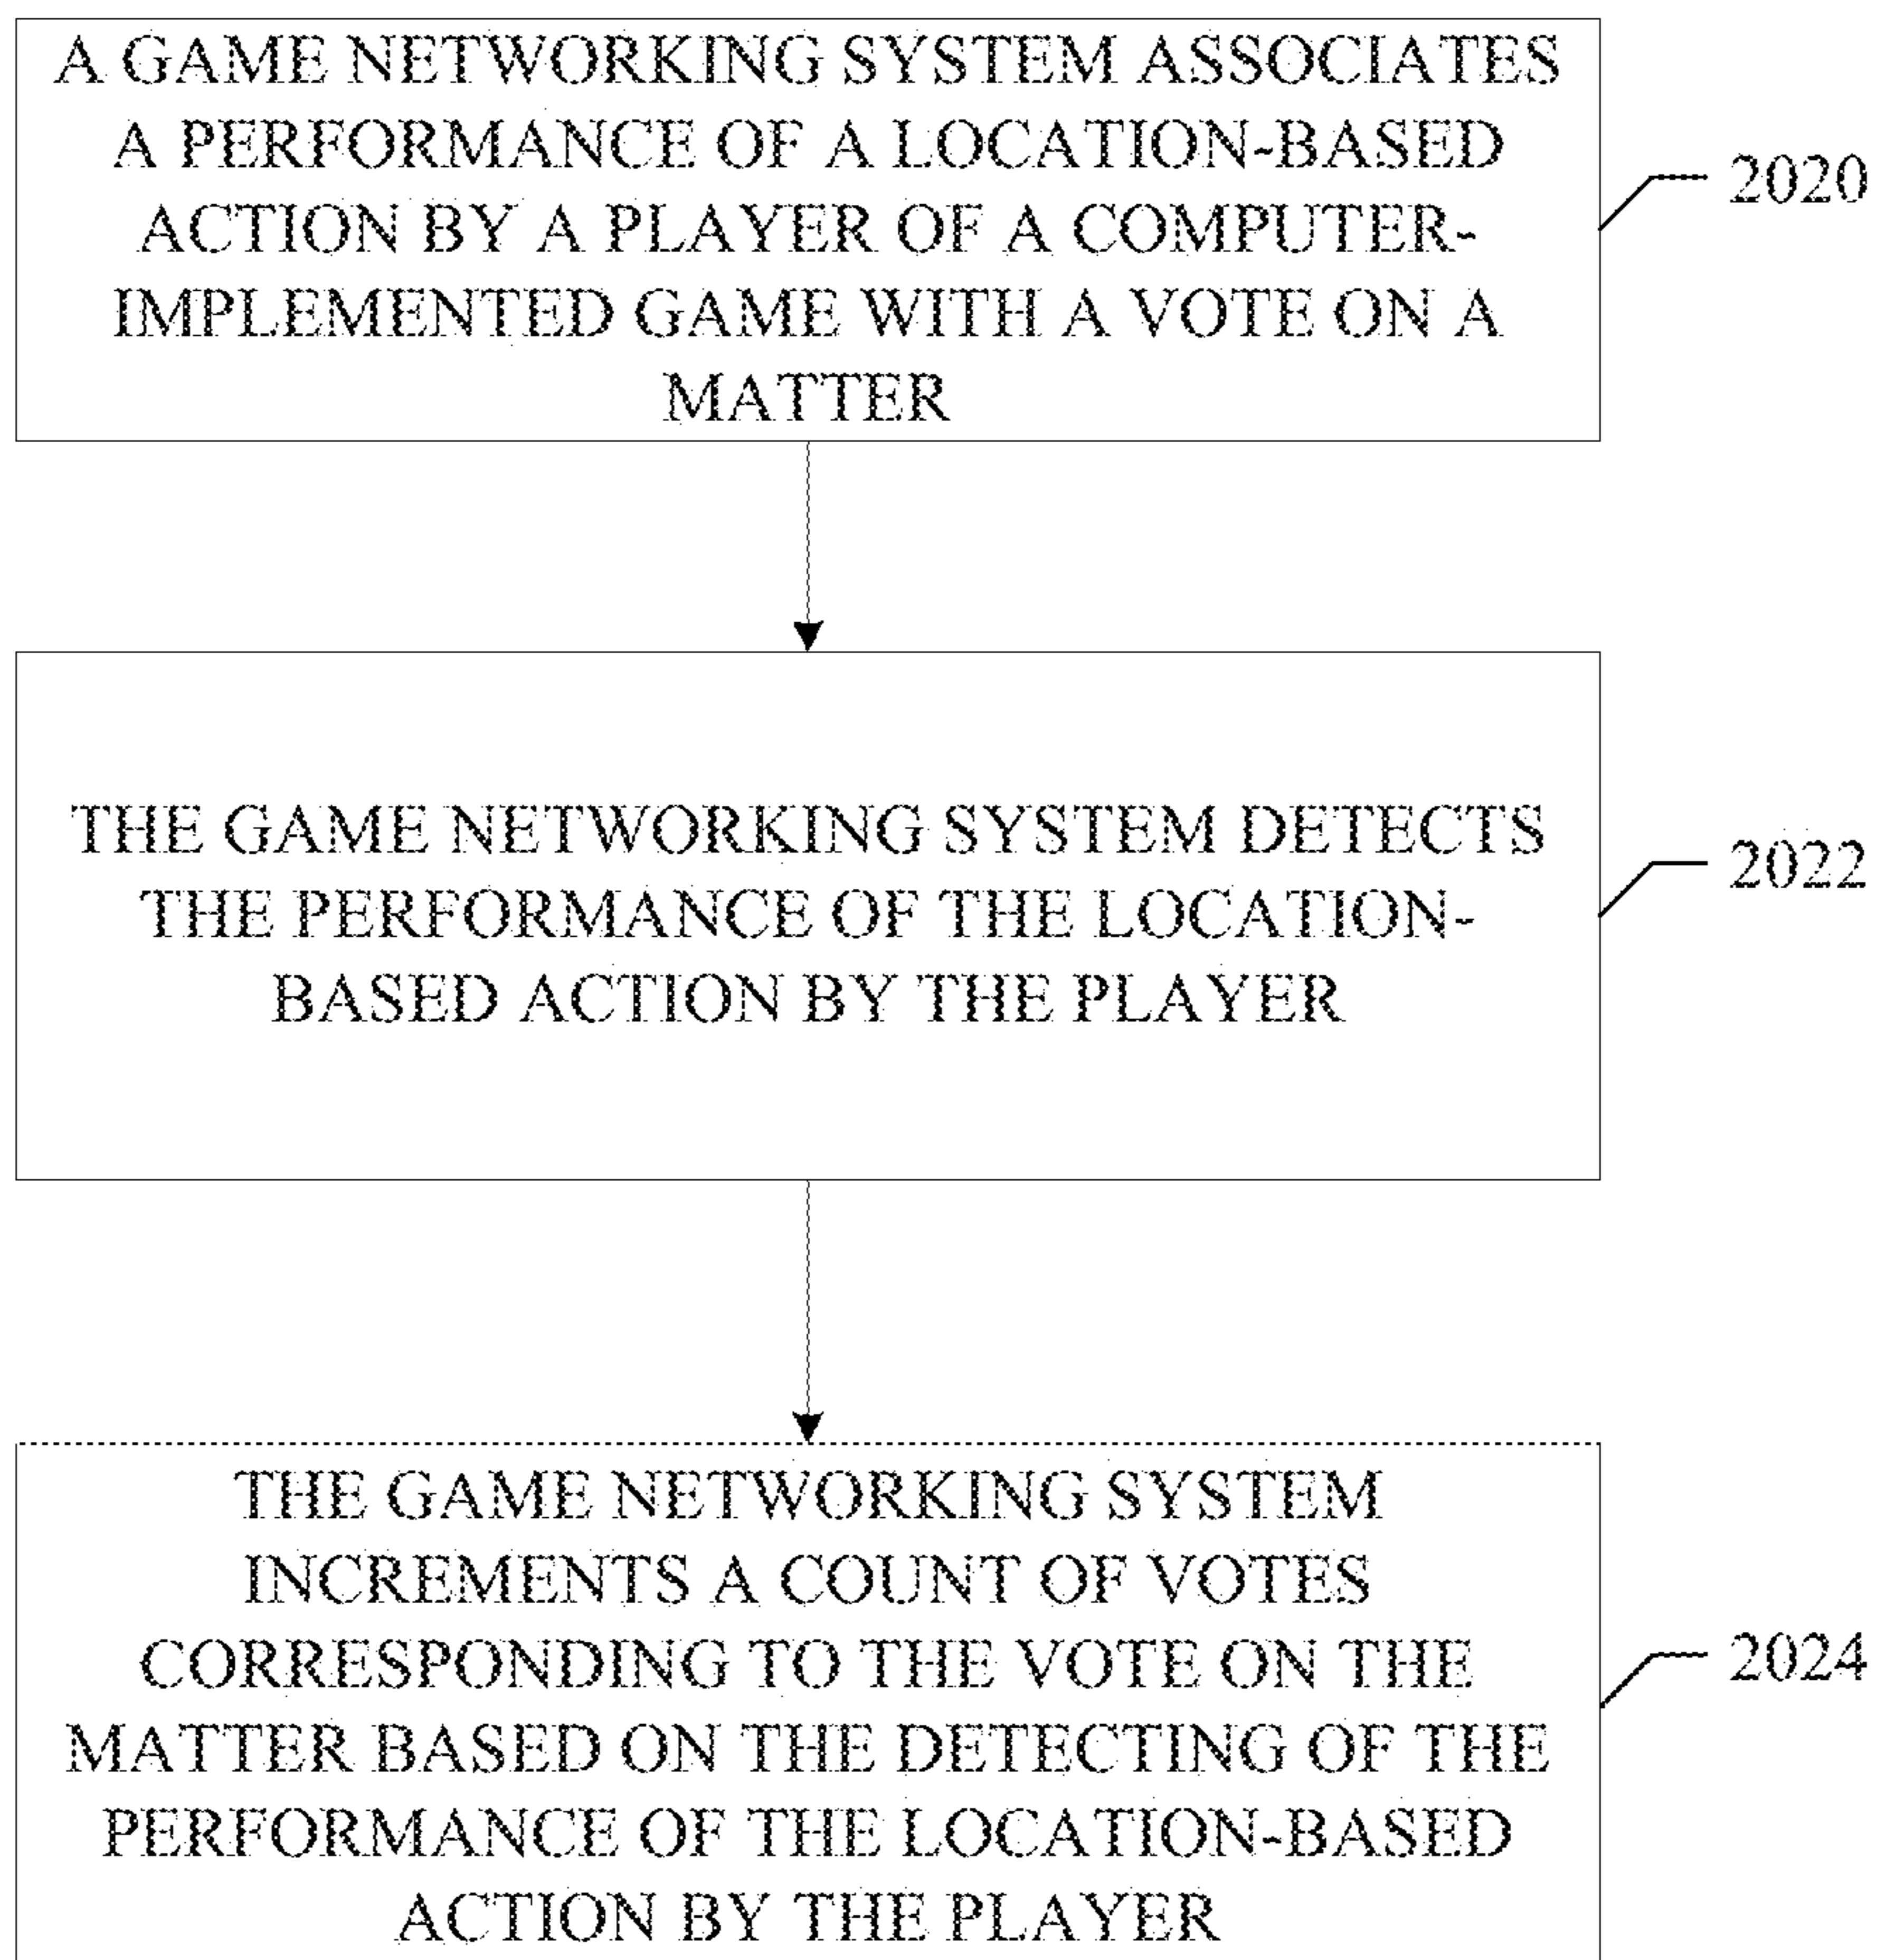 A GAME NETWORKING SYSTEM ASSOCIATES
A PERFORMANCE OF A LOCATION-BASED
ACTION BY A PLAYER OF A COMPUTER-
IMPLEMENTED GAME WITH A VOTE ON A
MATTER
2020
THE GAME NETWORKING SYSTEM DETECTS
THE PERFORMANCE OF THE LOCATION-
BASED ACTION BY THE PLAYER
2022
THE GAME NETWORKING SYSTEM
INCREMENTS A COUNT OF VOTES
CORRESPONDING TO THE VOTE ON THE
MATTER BASED ON THE DETECTING OF THE
PERFORMANCE OF THE LOCATION-BASED
ACTION BY THE PLAYER
2024